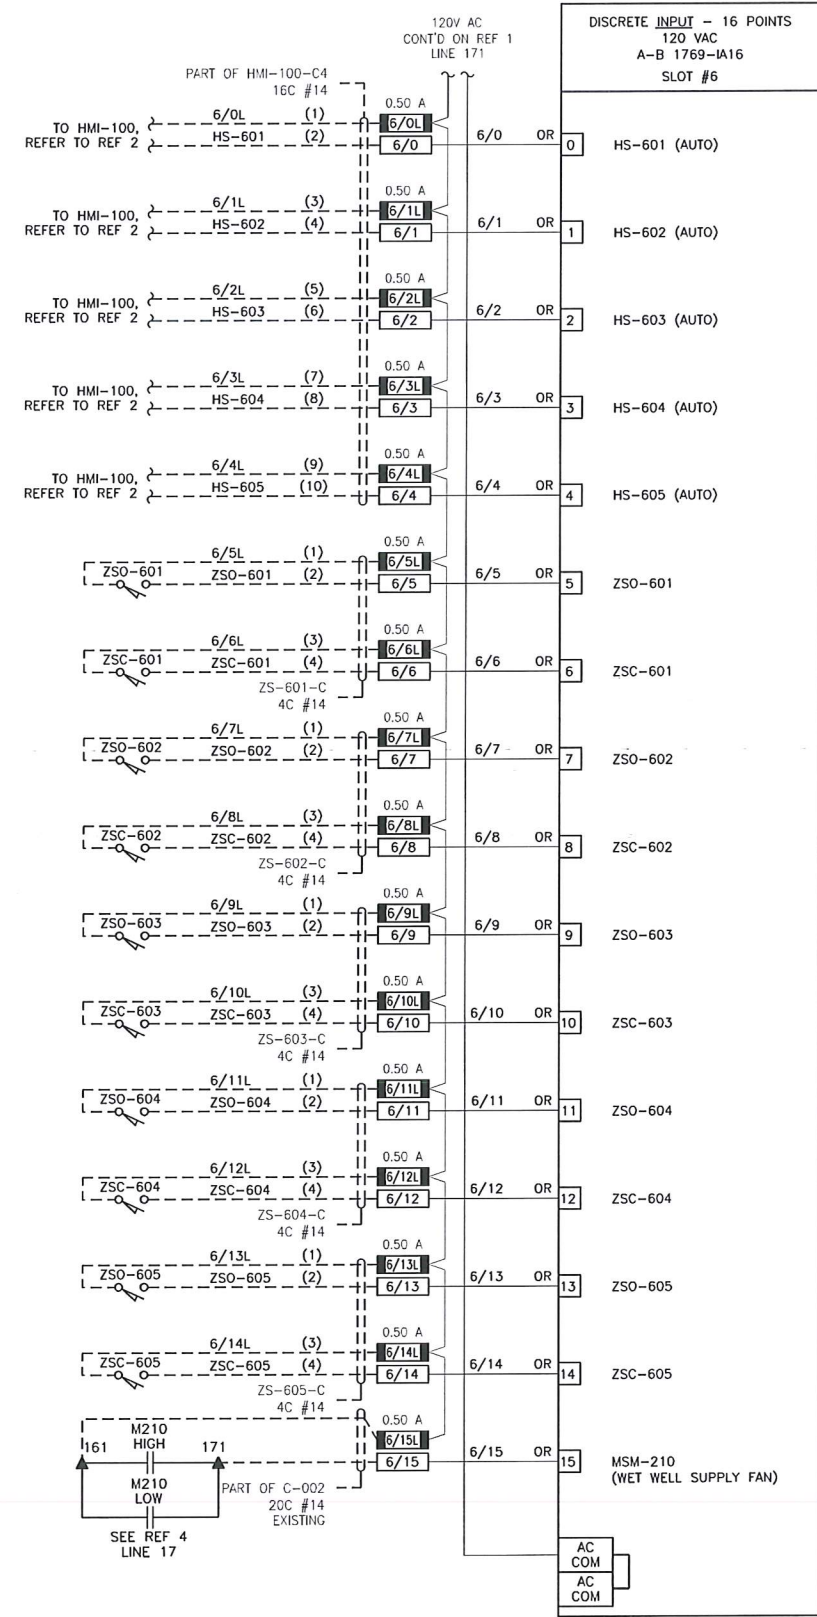 120V AC
CONT'D ON REF 1
LINE 171
DISCRETE INPUT - 16 POINTS
120 VAC
A-B 1769-IA16
SLOT #6
PART OF HMI-100-C4
16C #14
0.50 A
TO HMI-100,
REFER TO REF 2
6/0L (1) 6/0L
HS-601 (2) 6/0 6/0 OR 0 HS-601 (AUTO)
0.50 A
TO HMI-100,
REFER TO REF 2
6/1L (3) 6/1L
HS-602 (4) 6/1 6/1 OR 1 HS-602 (AUTO)
0.50 A
TO HMI-100,
REFER TO REF 2
6/2L (5) 6/2L
HS-603 (6) 6/2 6/2 OR 2 HS-603 (AUTO)
0.50 A
TO HMI-100,
REFER TO REF 2
6/3L (7) 6/3L
HS-604 (8) 6/3 6/3 OR 3 HS-604 (AUTO)
0.50 A
TO HMI-100,
REFER TO REF 2
6/4L (9) 6/4L
HS-605 (10) 6/4 6/4 OR 4 HS-605 (AUTO)
0.50 A
6/5L (1) 6/5L
ZSO-601 ZSO-601 (2) 6/5 6/5 OR 5 ZSO-601
0.50 A
6/6L (3) 6/6L
ZSC-601 ZSC-601 (4) 6/6 6/6 OR 6 ZSC-601
ZS-601-C
4C #14
0.50 A
6/7L (1) 6/7L
ZSO-602 ZSO-602 (2) 6/7 6/7 OR 7 ZSO-602
0.50 A
6/8L (3) 6/8L
ZSC-602 ZSC-602 (4) 6/8 6/8 OR 8 ZSC-602
ZS-602-C
4C #14
0.50 A
6/9L (1) 6/9L
ZSO-603 ZSO-603 (2) 6/9 6/9 OR 9 ZSO-603
0.50 A
6/10L (3) 6/10L
ZSC-603 ZSC-603 (4) 6/10 6/10 OR 10 ZSC-603
ZS-603-C
4C #14
0.50 A
6/11L (1) 6/11L
ZSO-604 ZSO-604 (2) 6/11 6/11 OR 11 ZSO-604
0.50 A
6/12L (3) 6/12L
ZSC-604 ZSC-604 (4) 6/12 6/12 OR 12 ZSC-604
ZS-604-C
4C #14
0.50 A
6/13L (1) 6/13L
ZSO-605 ZSO-605 (2) 6/13 6/13 OR 13 ZSO-605
0.50 A
6/14L (3) 6/14L
ZSC-605 ZSC-605 (4) 6/14 6/14 OR 14 ZSC-605
ZS-605-C
4C #14
0.50 A
6/15L
161 M210 HIGH 171 6/15 6/15 OR 15 MSM-210
(WET WELL SUPPLY FAN)
M210
LOW
PART OF C-002
20C #14
EXISTING
SEE REF 4
LINE 17
AC
COM
AC
COM